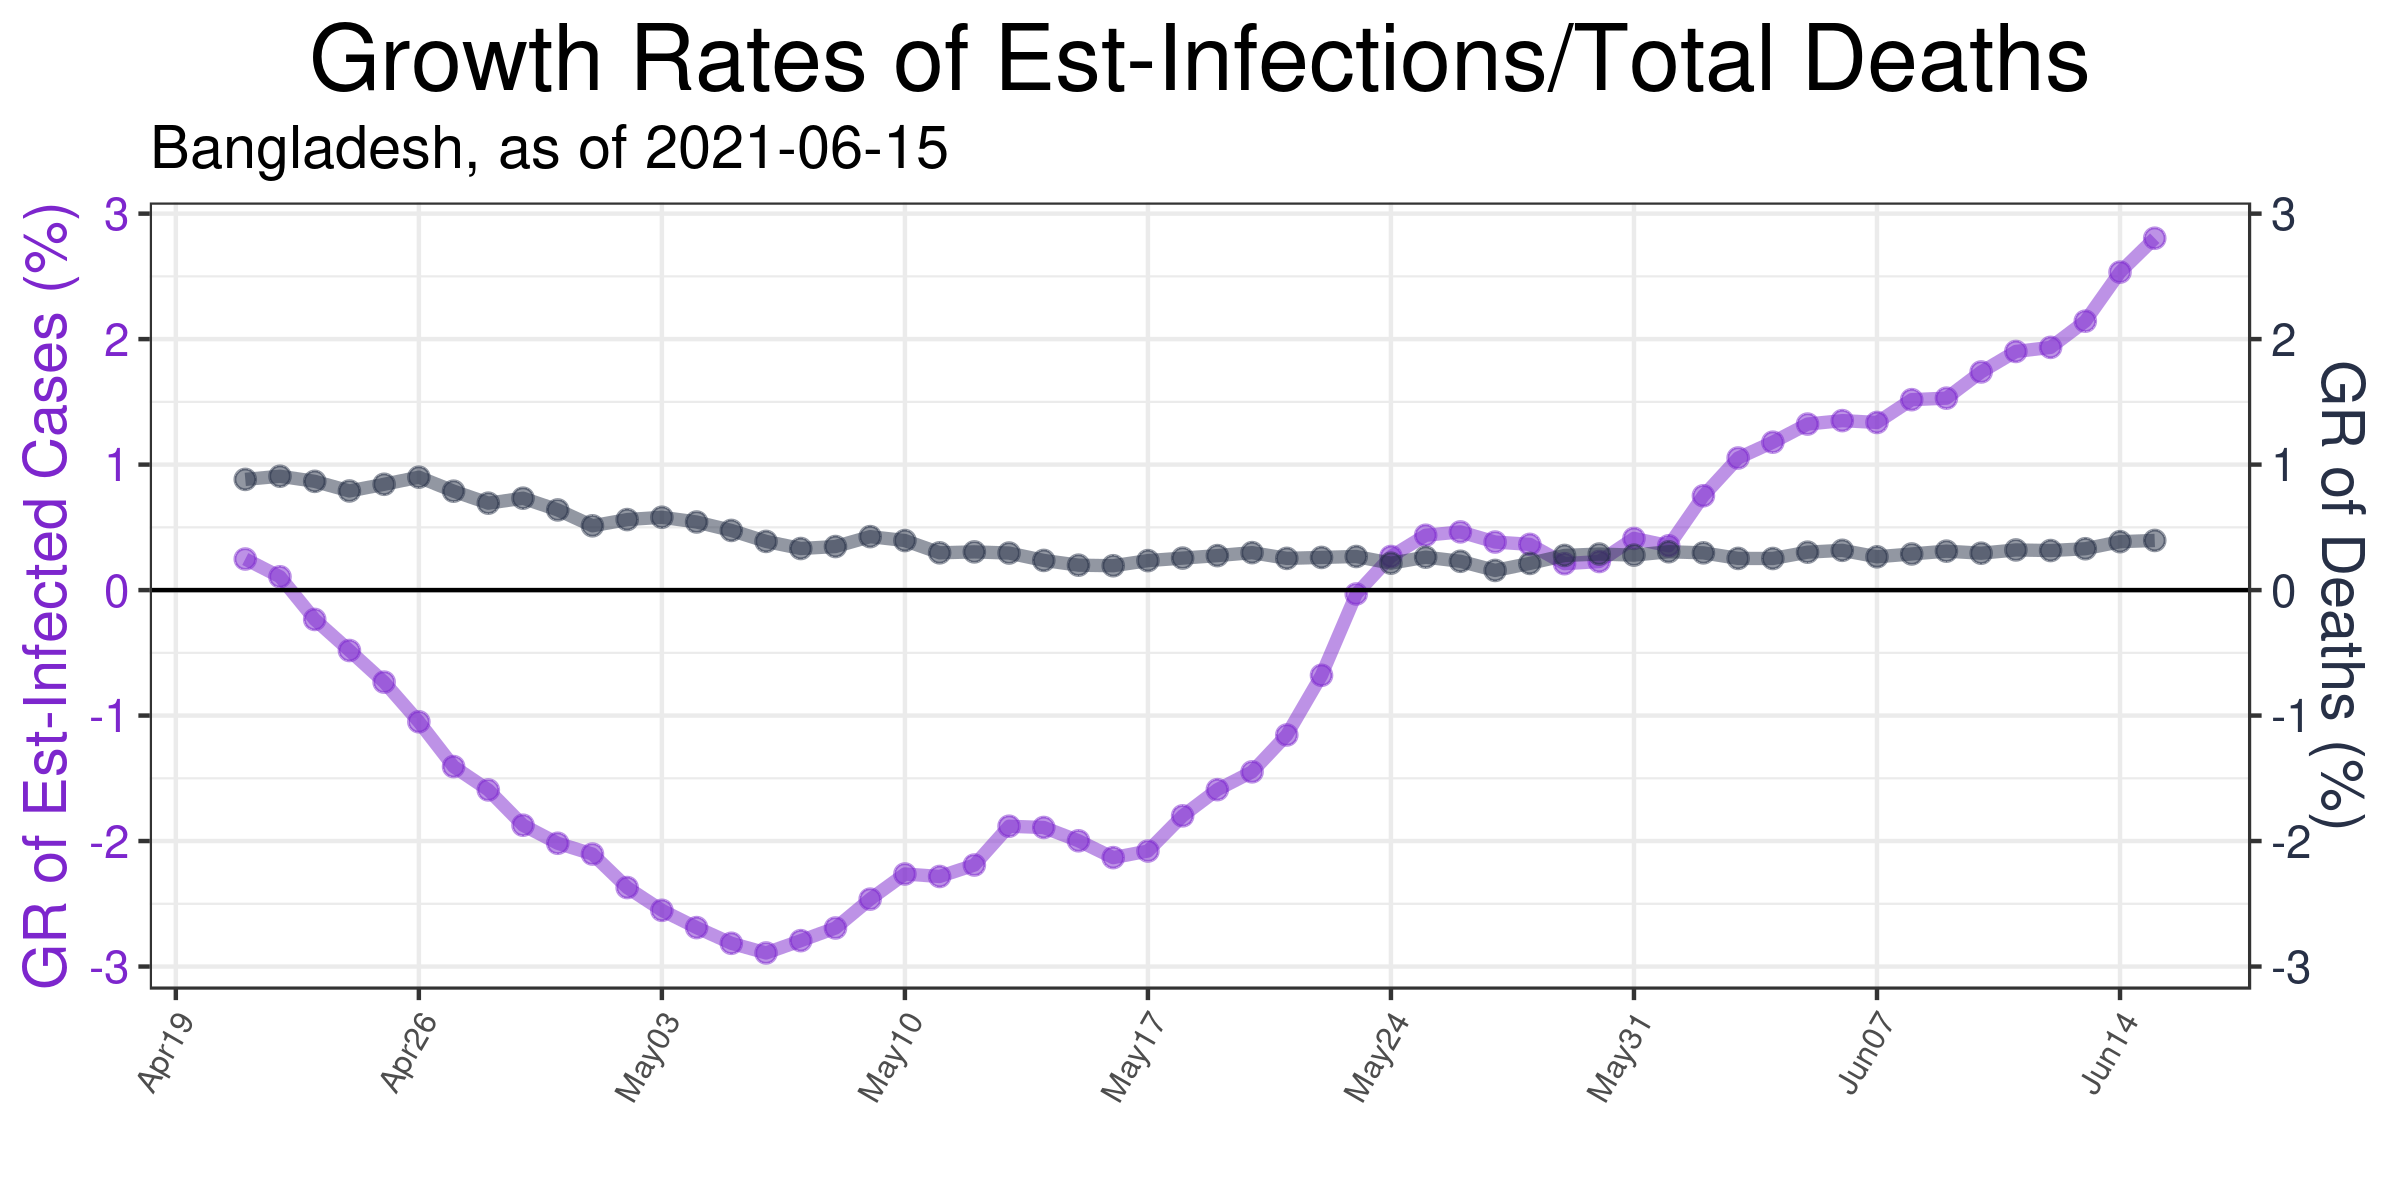 Growth Rates of Est-Infections/Total Deaths
Bangladesh, as of 2021-06-15
GR of Est-Infected Cases (%)
3
2
1
0
-1
-2
-3
3
2
1
0
-1
-2
-3
GR of Deaths (%)
Apr19
Apr26
May03
May10
May17
May24
May31
Jun07
Jun14